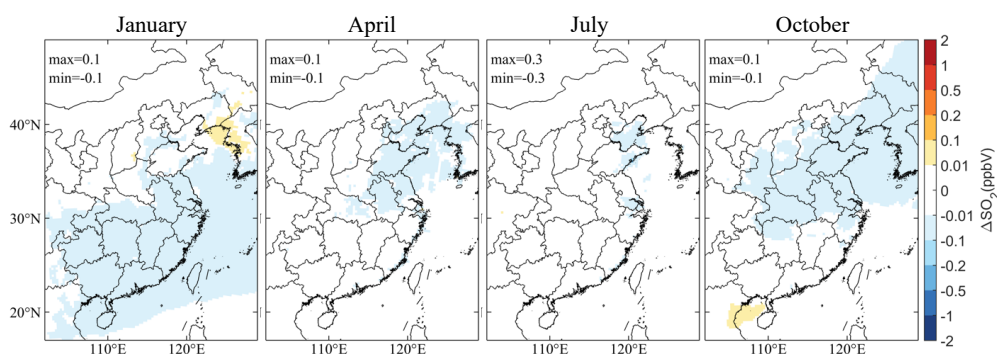 January
April
July
October
max=0.1
min=-0.1
max=0.1
min=-0.1
max=0.3
min=-0.3
max=0.1
min=-0.1
40°N
30°N
20°N
110°E
120°E
110°E
120°E
110°E
120°E
110°E
120°E
2
1
0.5
0.2
0.1
0.01
0
-0.01
-0.1
-0.2
-0.5
-1
-2
ΔSO₂(ppbV)